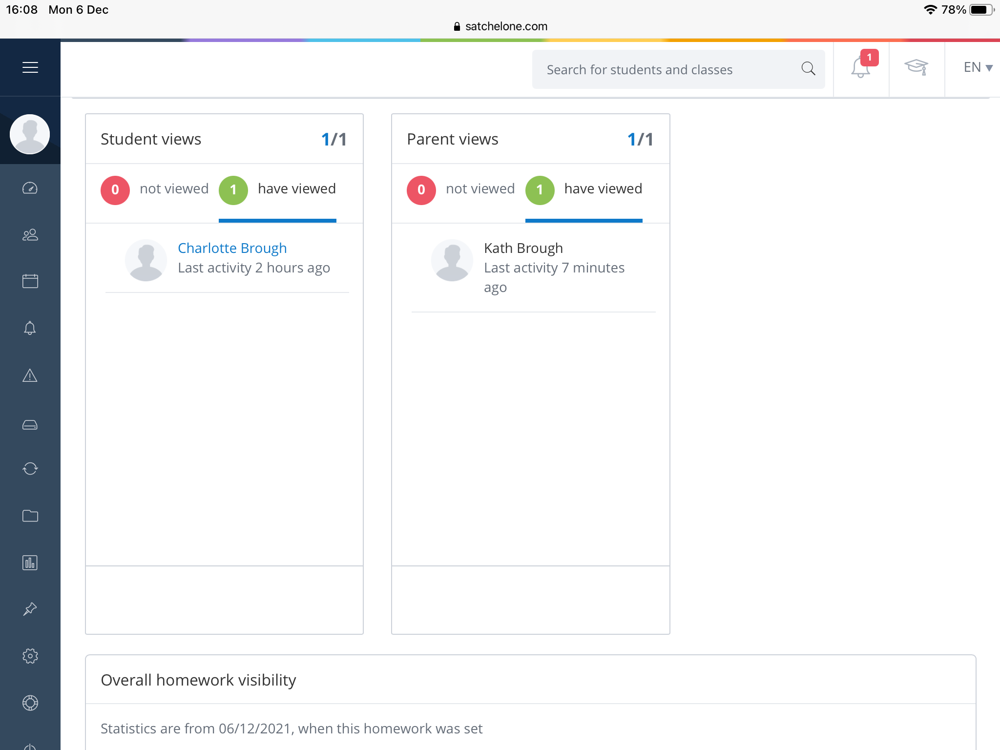 16:08 Mon 6 Dec
78%
satchelone.com
Search for students and classes
1
EN
Student views 1/1
0 not viewed 1 have viewed
Charlotte Brough
Last activity 2 hours ago
Parent views 1/1
0 not viewed 1 have viewed
Kath Brough
Last activity 7 minutes
ago
Overall homework visibility
Statistics are from 06/12/2021, when this homework was set